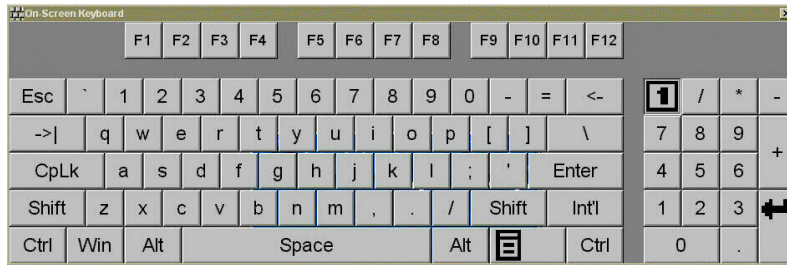 On-Screen Keyboard
F1 F2 F3 F4 F5 F6 F7 F8 F9 F10 F11 F12
Esc ` 1 2 3 4 5 6 7 8 9 0 - = <- 1 / * -
->| q w e r t y u i o p [ ] \ 7 8 9 +
CpLk a s d f g h j k l ; ' Enter 4 5 6
Shift z x c v b n m , . / Shift Int'l 1 2 3
Ctrl Win Alt Space Alt Ctrl 0 .